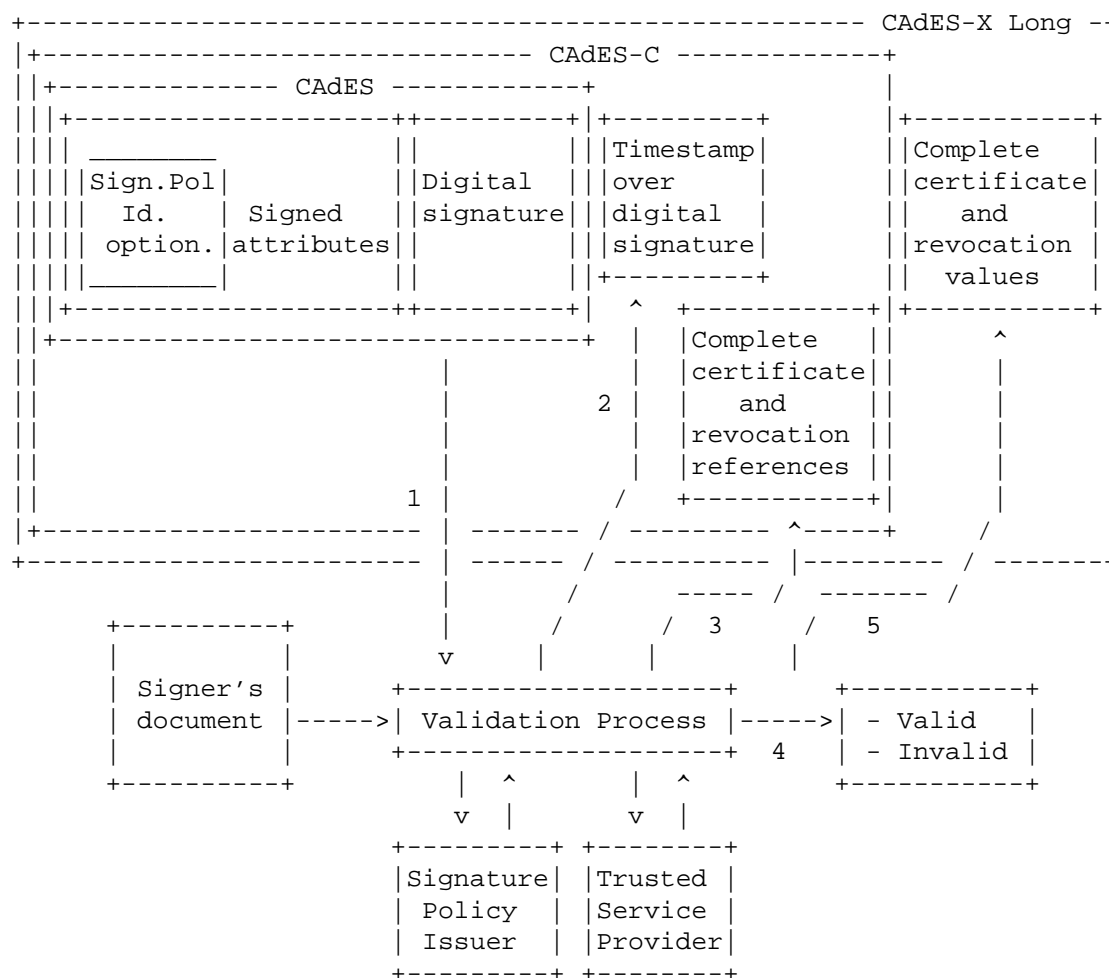 +--------------------------------------------------- CAdES-X Long --
|+------------------------------ CAdES-C -------------+
||+-------------- CAdES ------------+                 |
|||+--------------------++---------+|+---------+       |+-----------+
|||| ________           ||         |||Timestamp|       ||Complete   |
|||||Sign.Pol|          ||Digital  |||over     |       ||certificate|
|||||  Id.   | Signed   ||signature|||digital  |       ||   and     |
||||| option.|attributes||         |||signature|       ||revocation |
|||||________|          ||         ||+---------+       ||  values   |
|||+--------------------++---------+|   ^  +-----------+|+-----------+
||+---------------------------------+   |  |Complete   ||      ^
||                         |            |  |certificate||      |
||                         |          2 |  |   and     ||      |
||                         |            |  |revocation ||      |
||                         |            |  |references ||      |
||                       1 |           /   +-----------+|      |
|+------------------------ | ------- / --------- ^-----+      /
+------------------------- | ------ / ---------- |--------- / -------
                           |       /      ----- /  ------- /
      +----------+         |      /      /  3     /   5
      |          |         v     |      |        |
      | Signer's |      +--------------------+      +-----------+
      | document |----->| Validation Process |----->| - Valid   |
      |          |      +--------------------+  4   | - Invalid |
      +----------+          |  ^       |  ^         +-----------+
                            v  |       v  |
                        +---------+ +--------+
                        |Signature| |Trusted |
                        | Policy  | |Service |
                        | Issuer  | |Provider|
                        +---------+ +--------+